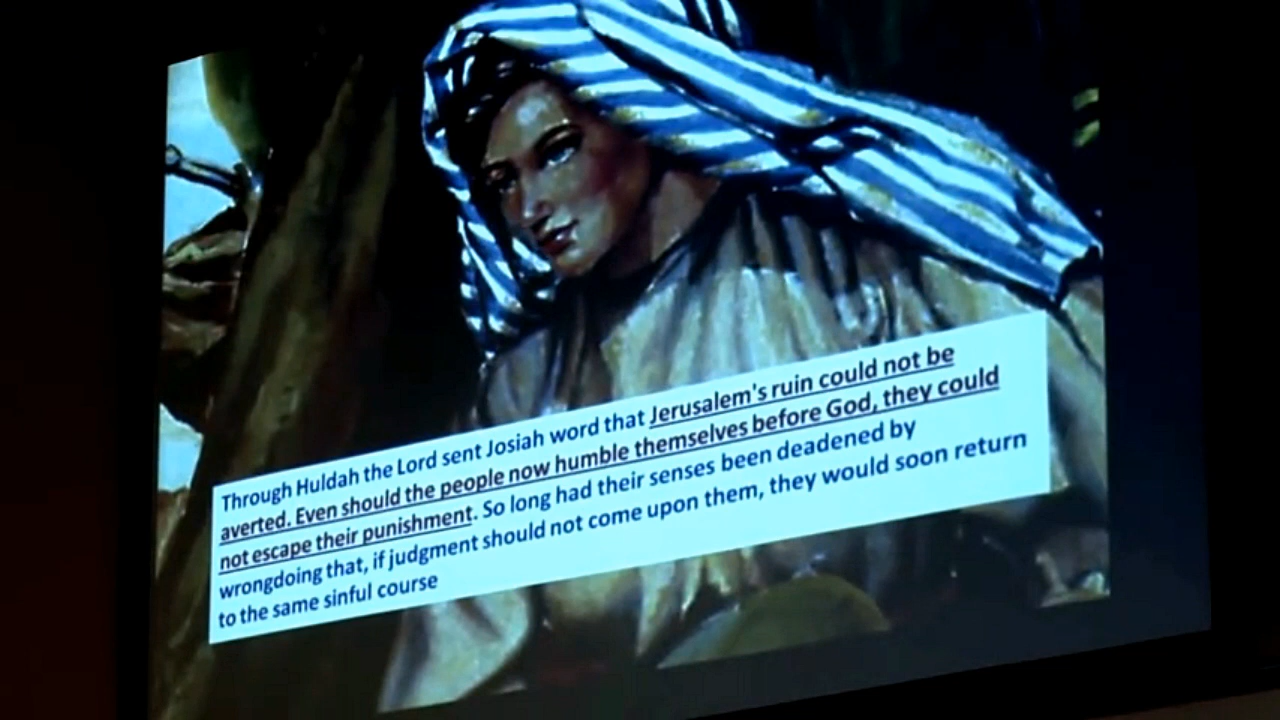 Through Huldah the Lord sent Josiah word that Jerusalem's ruin could not be
averted. Even should the people now humble themselves before God, they could
not escape their punishment. So long had their senses been deadened by
wrongdoing that, if judgment should not come upon them, they would soon return
to the same sinful course